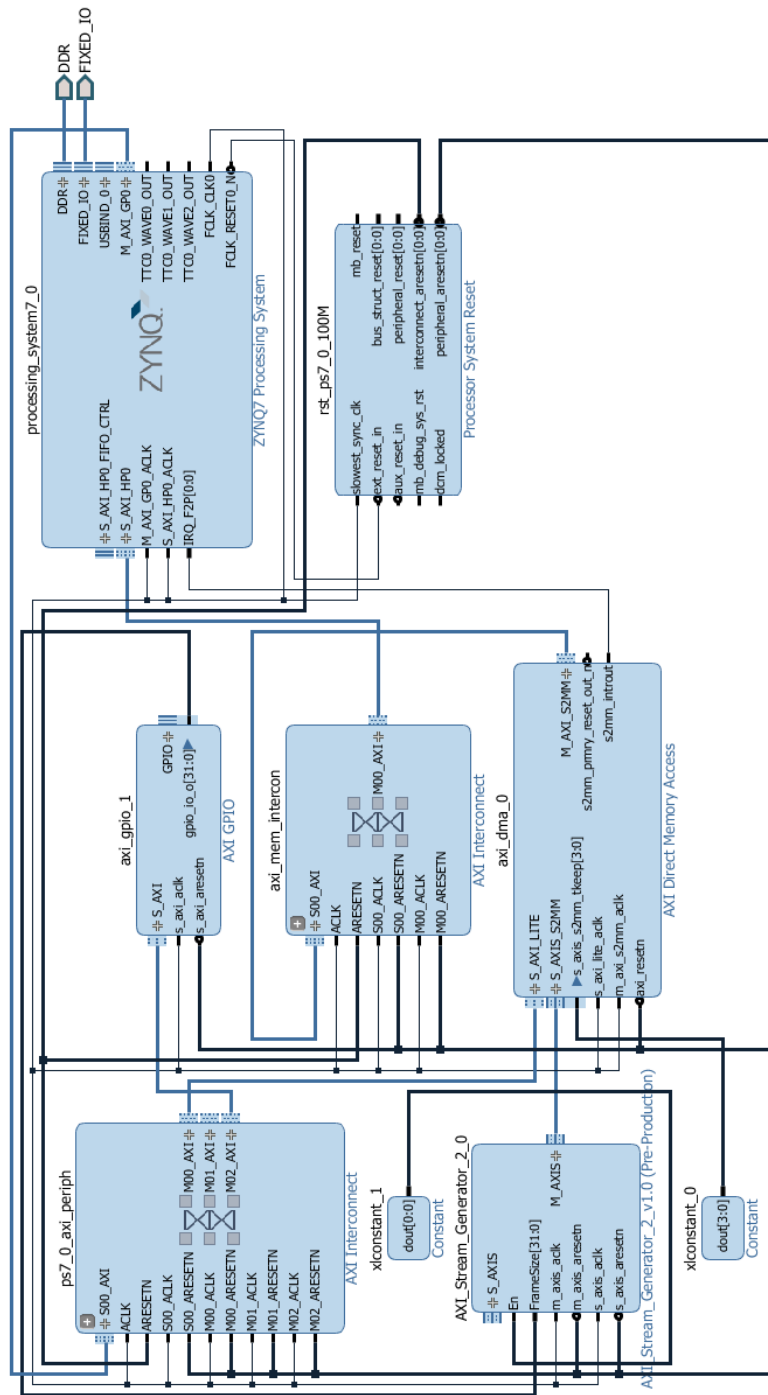 ps7_0_axi_periph
S00_AXI
ACLK
ARESETN
S00_ACLK
S00_ARESETN
M00_ACLK
M00_ARESETN
M01_ACLK
M01_ARESETN
M02_ACLK
M02_ARESETN
M00_AXI
M01_AXI
M02_AXI
AXI Interconnect
xlconstant_1
dout[0:0]
Constant
AXI_Stream_Generator_2_0
S_AXIS
En
FrameSize[31:0]
m_axis_aclk
m_axis_aresetn
s_axis_aclk
s_axis_aresetn
M_AXIS
AXI_Stream_Generator_2_v1.0 (Pre-Production)
xlconstant_0
dout[3:0]
Constant
axi_gpio_1
S_AXI
s_axi_aclk
s_axi_aresetn
GPIO
gpio_io_o[31:0]
AXI GPIO
axi_mem_intercon
S00_AXI
ACLK
ARESETN
S00_ACLK
S00_ARESETN
M00_ACLK
M00_ARESETN
M00_AXI
AXI Interconnect
axi_dma_0
S_AXI_LITE
S_AXIS_S2MM
s_axis_s2mm_tkeep[3:0]
s_axi_lite_aclk
m_axi_s2mm_aclk
axi_resetn
M_AXI_S2MM
s2mm_prmry_reset_out_n
s2mm_introut
AXI Direct Memory Access
processing_system7_0
S_AXI_HP0_FIFO_CTRL
S_AXI_HP0
M_AXI_GP0_ACLK
S_AXI_HP0_ACLK
IRQ_F2P[0:0]
ZYNQ
DDR
FIXED_IO
USBIND_0
M_AXI_GP0
TTC0_WAVE0_OUT
TTC0_WAVE1_OUT
TTC0_WAVE2_OUT
FCLK_CLK0
FCLK_RESET0_N
ZYNQ7 Processing System
rst_ps7_0_100M
slowest_sync_clk
ext_reset_in
aux_reset_in
mb_debug_sys_rst
dcm_locked
mb_reset
bus_struct_reset[0:0]
peripheral_reset[0:0]
interconnect_aresetn[0:0]
peripheral_aresetn[0:0]
Processor System Reset
DDR
FIXED_IO